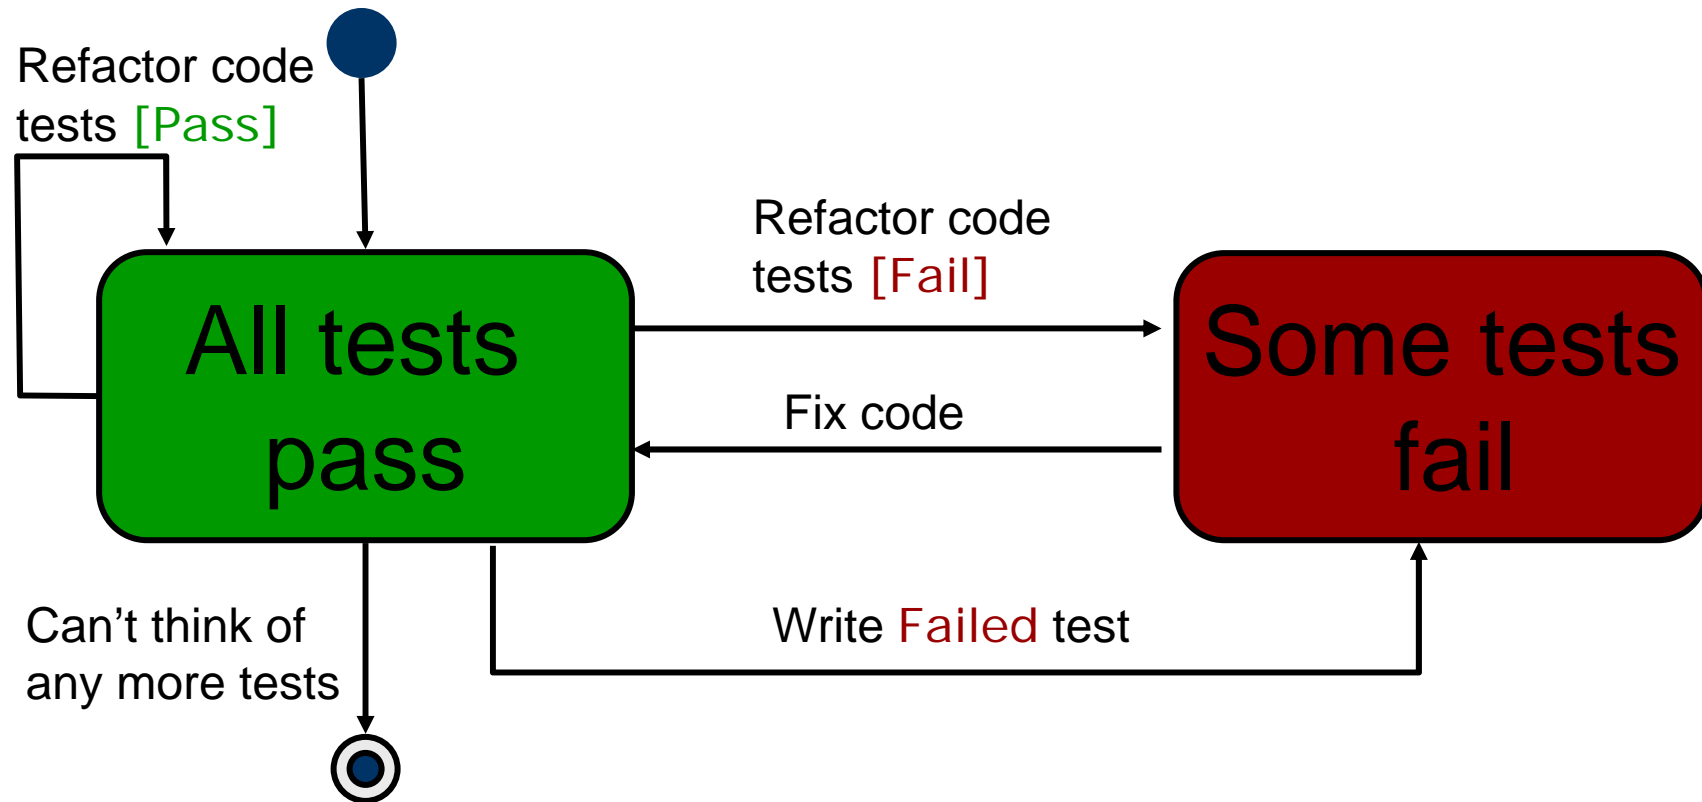 Refactor code
tests [Pass]
Refactor code
tests [Fail]
All tests
pass
Fix code
Some tests
fail
Can’t think of
any more tests
Write Failed test